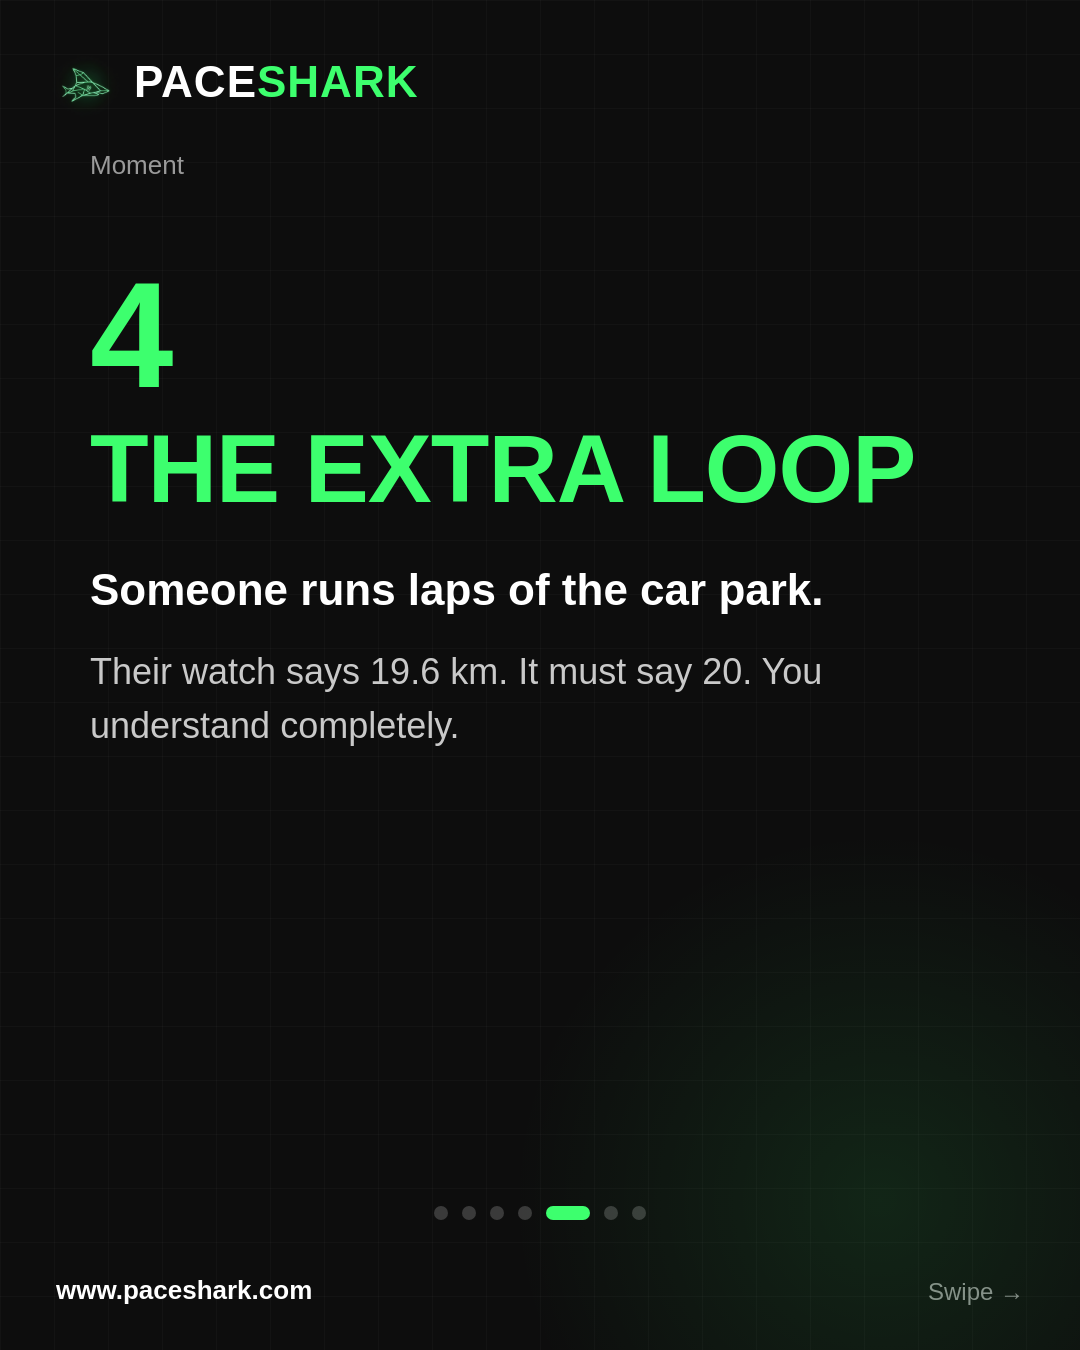 PACESHARK
Moment
4
THE EXTRA LOOP
Someone runs laps of the car park.
Their watch says 19.6 km. It must say 20. You
understand completely.
www.paceshark.com
Swipe →